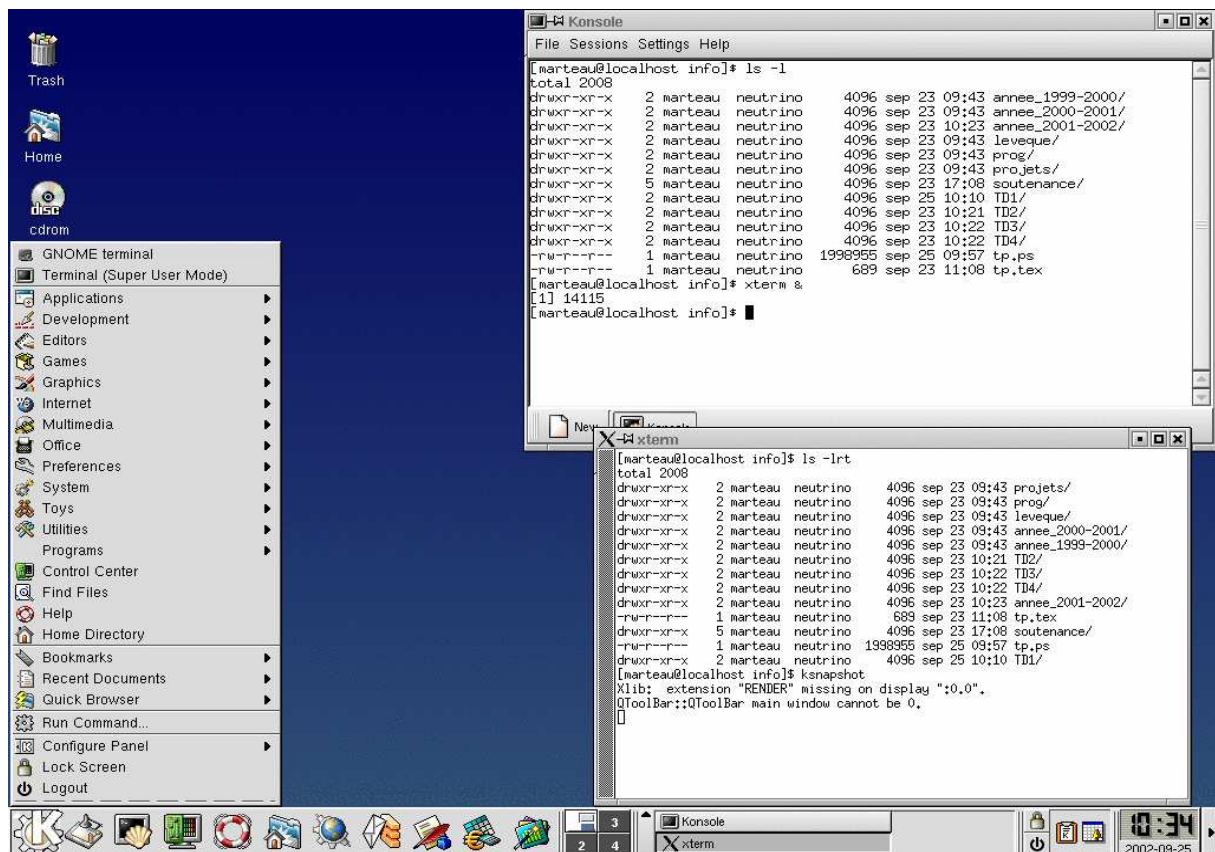 Trash
Home
disc
cdrom
GNOME terminal
Terminal (Super User Mode)
Applications
Development
Editors
Games
Graphics
Internet
Multimedia
Office
Preferences
System
Toys
Utilities
Programs
Control Center
Find Files
Help
Home Directory
Bookmarks
Recent Documents
Quick Browser
Run Command...
Configure Panel
Lock Screen
Logout
Konsole
File Sessions Settings Help
[marteau@localhost info]$ ls -l
total 2008
drwxr-xr-x 2 marteau neutrino 4096 sep 23 09:43 annee_1999-2000/
drwxr-xr-x 2 marteau neutrino 4096 sep 23 09:43 annee_2000-2001/
drwxr-xr-x 2 marteau neutrino 4096 sep 23 10:23 annee_2001-2002/
drwxr-xr-x 2 marteau neutrino 4096 sep 23 09:43 leveque/
drwxr-xr-x 2 marteau neutrino 4096 sep 23 09:43 prog/
drwxr-xr-x 2 marteau neutrino 4096 sep 23 09:43 projets/
drwxr-xr-x 5 marteau neutrino 4096 sep 23 17:08 soutenance/
drwxr-xr-x 2 marteau neutrino 4096 sep 25 10:10 TD1/
drwxr-xr-x 2 marteau neutrino 4096 sep 23 10:21 TD2/
drwxr-xr-x 2 marteau neutrino 4096 sep 23 10:22 TD3/
drwxr-xr-x 2 marteau neutrino 4096 sep 23 10:22 TD4/
-rw-r--r-- 1 marteau neutrino 1998955 sep 25 09:57 tp.ps
-rw-r--r-- 1 marteau neutrino 689 sep 23 11:08 tp.tex
[marteau@localhost info]$ xterm &
[1] 14115
[marteau@localhost info]$
New Konsole
xterm
[marteau@localhost info]$ ls -lrt
total 2008
drwxr-xr-x 2 marteau neutrino 4096 sep 23 09:43 projets/
drwxr-xr-x 2 marteau neutrino 4096 sep 23 09:43 prog/
drwxr-xr-x 2 marteau neutrino 4096 sep 23 09:43 leveque/
drwxr-xr-x 2 marteau neutrino 4096 sep 23 09:43 annee_2000-2001/
drwxr-xr-x 2 marteau neutrino 4096 sep 23 09:43 annee_1999-2000/
drwxr-xr-x 2 marteau neutrino 4096 sep 23 10:21 TD2/
drwxr-xr-x 2 marteau neutrino 4096 sep 23 10:22 TD3/
drwxr-xr-x 2 marteau neutrino 4096 sep 23 10:22 TD4/
drwxr-xr-x 2 marteau neutrino 4096 sep 23 10:23 annee_2001-2002/
-rw-r--r-- 1 marteau neutrino 689 sep 23 11:08 tp.tex
drwxr-xr-x 5 marteau neutrino 4096 sep 23 17:08 soutenance/
-rw-r--r-- 1 marteau neutrino 1998955 sep 25 09:57 tp.ps
drwxr-xr-x 2 marteau neutrino 4096 sep 25 10:10 TD1/
[marteau@localhost info]$ ksnapshot
Xlib: extension "RENDER" missing on display ":0.0".
QToolBar::QToolBar main window cannot be 0.
3
2 4
Konsole
xterm
10:34
2002-09-25